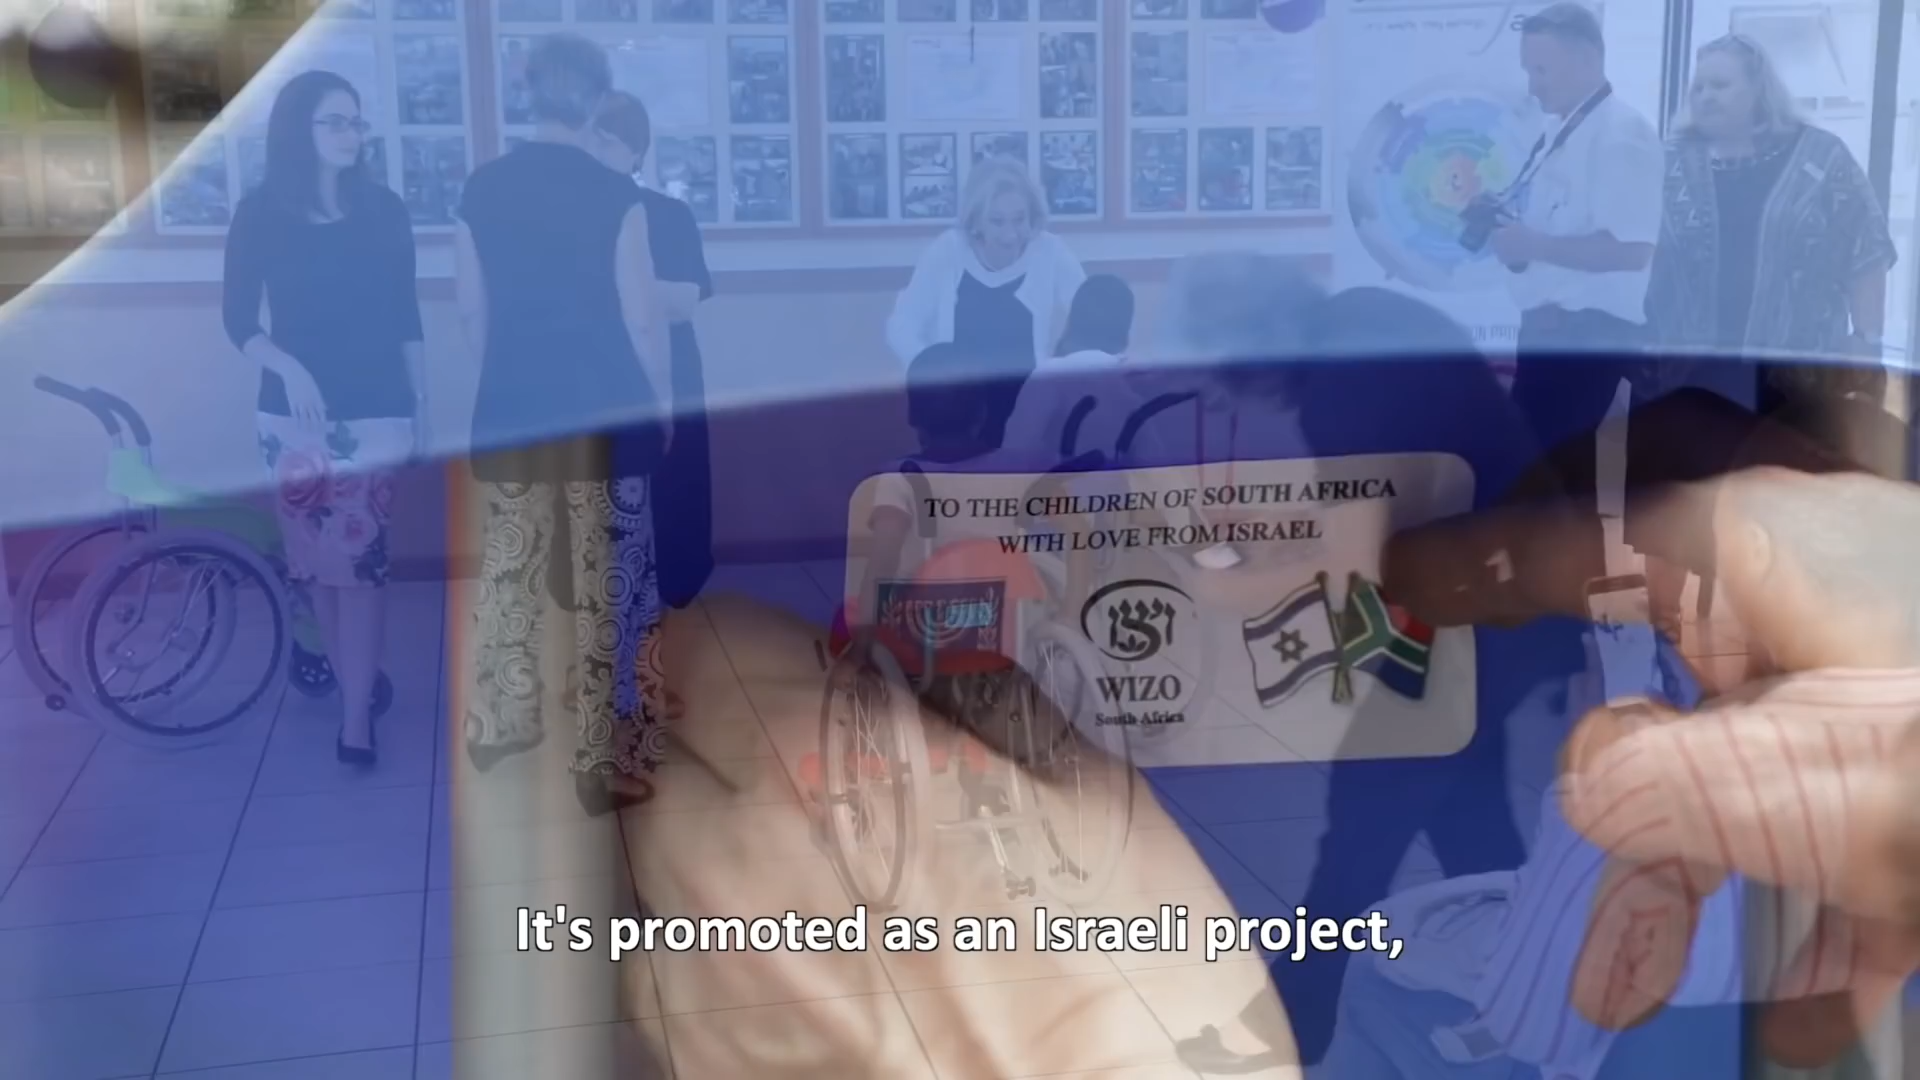 TO THE CHILDREN OF SOUTH AFRICA
WITH LOVE FROM ISRAEL
ויצו
WIZO
South Africa
It's promoted as an Israeli project,